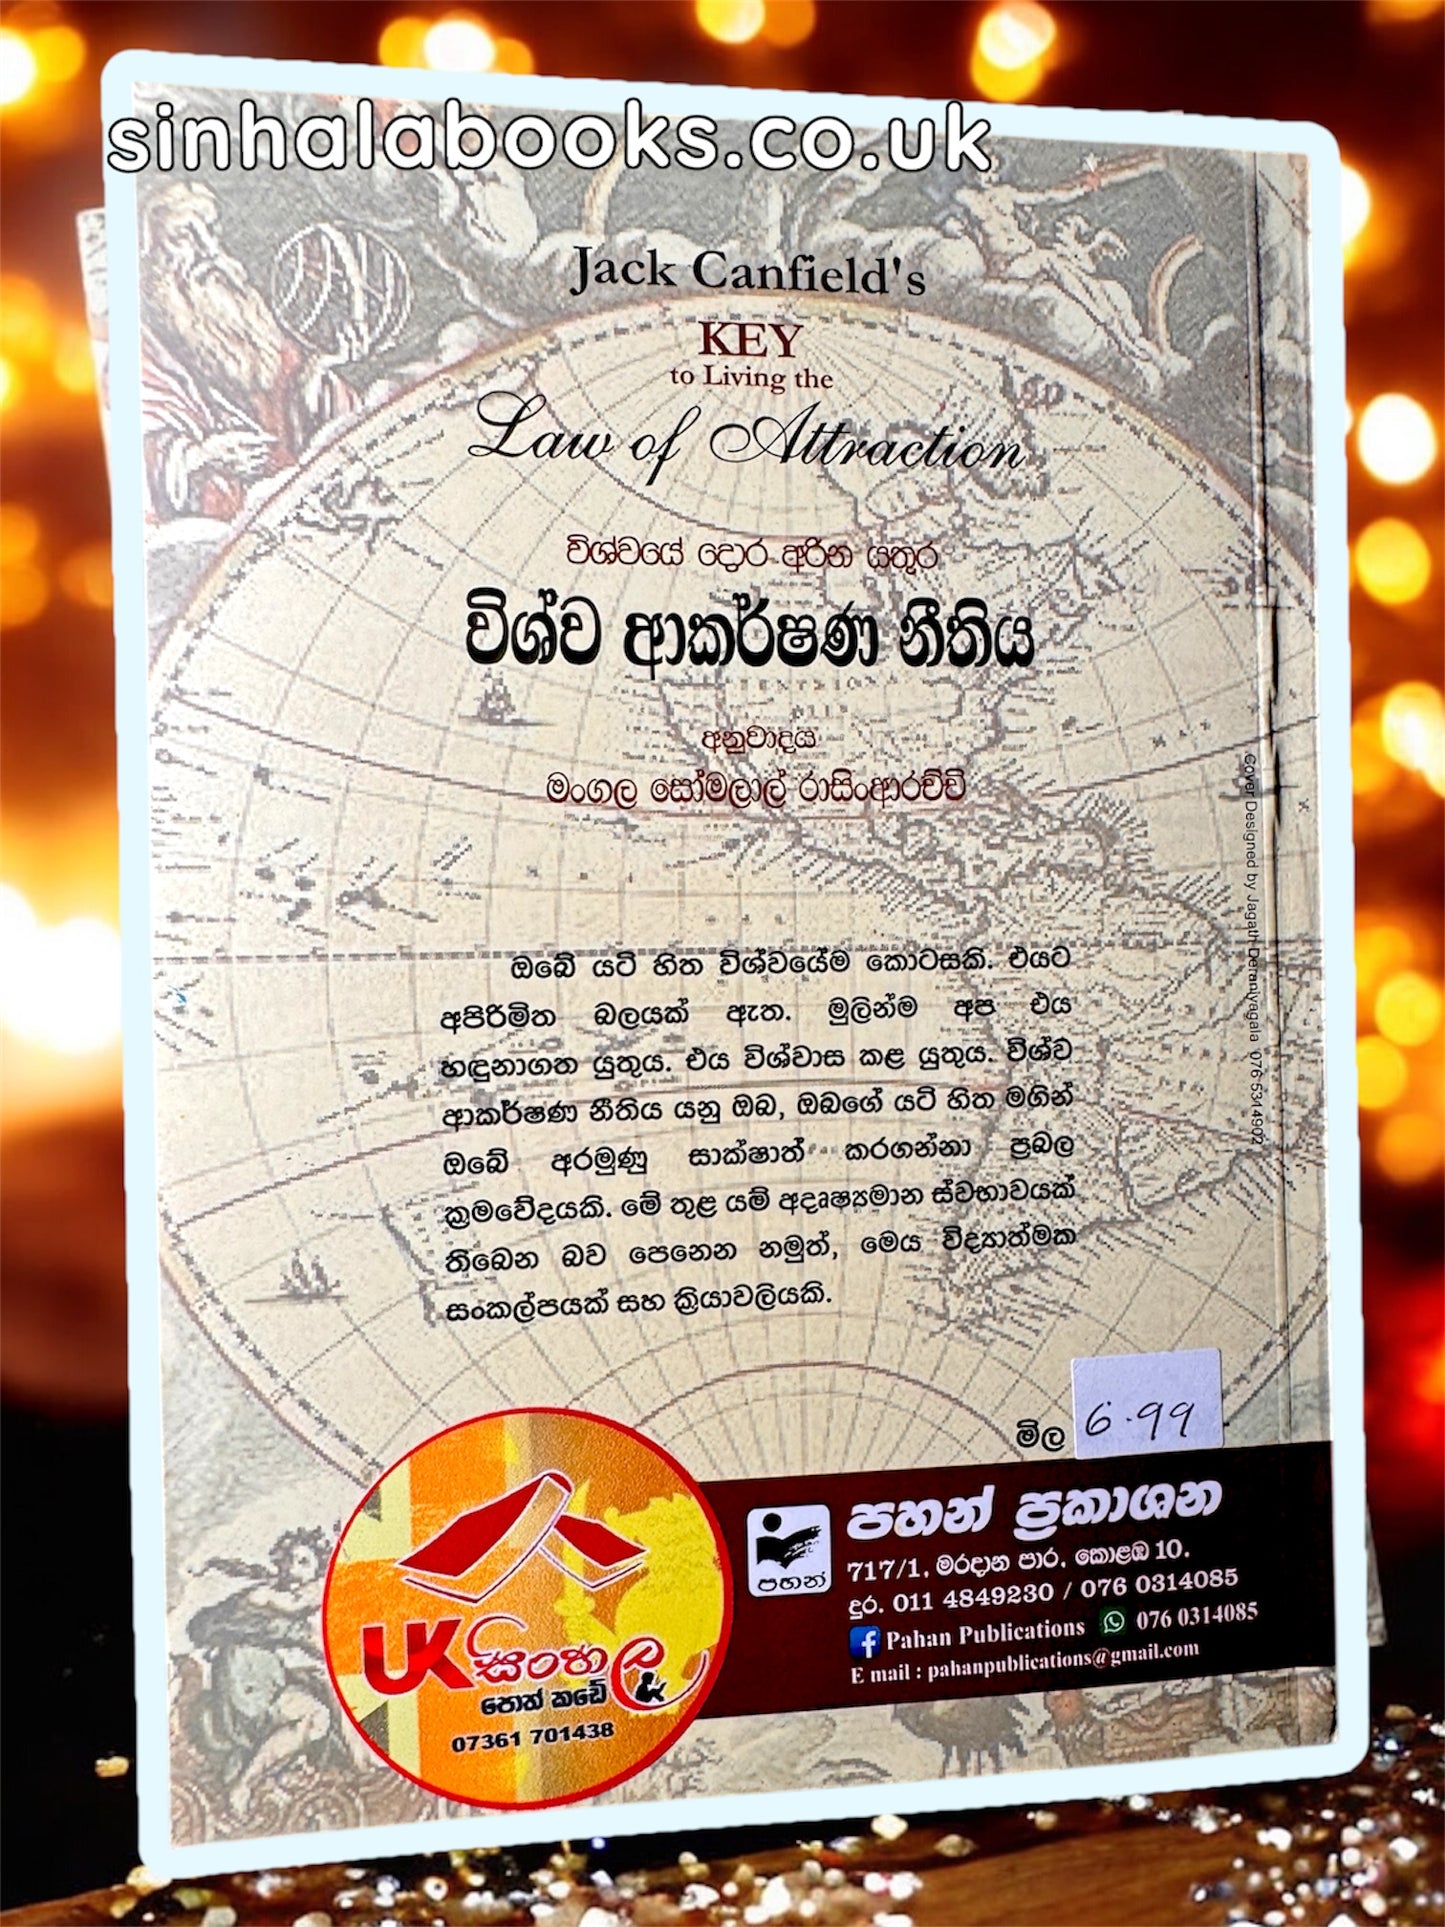 sinhalabooks.co.uk
Jack Canfield's
KEY
to Living the
Law of Attraction
විශ්වයේ දොර අරින යතුර
විශ්ව ආකර්ෂණ නීතිය
අනුවාදය
මංගල සෝමලාල් රාසිංආරච්චි
ඔබේ යටි හිත විශ්වයේම කොටසකි. එයට
අපිරිමිත බලයක් ඇත. මුලින්ම අප එය
හඳුනාගත යුතුය. එය විශ්වාස කළ යුතුය. විශ්ව
ආකර්ෂණ නීතිය යනු ඔබ, ඔබගේ යටි හිත මගින්
ඔබේ අරමුණු සාක්ෂාත් කරගන්නා ප්‍රබල
ක්‍රමවේදයකි. මේ තුළ යම් අදෘෂ්‍යමාන ස්වභාවයක්
තිබෙන බව පෙනෙන නමුත්, මෙය විද්‍යාත්මක
සංකල්පයක් සහ ක්‍රියාවලියකි.
Cover Designed by Jagath Deraniyagala 076 5314902
මිල 6.99
පහන් ප්‍රකාශන
පහන්
717/1, මරදාන පාර, කොළඹ 10.
දුර. 011 4849230 / 076 0314085
Pahan Publications 076 0314085
E mail : pahanpublications@gmail.com
UK සිංහල
පොත් කඩේ
07361 701438